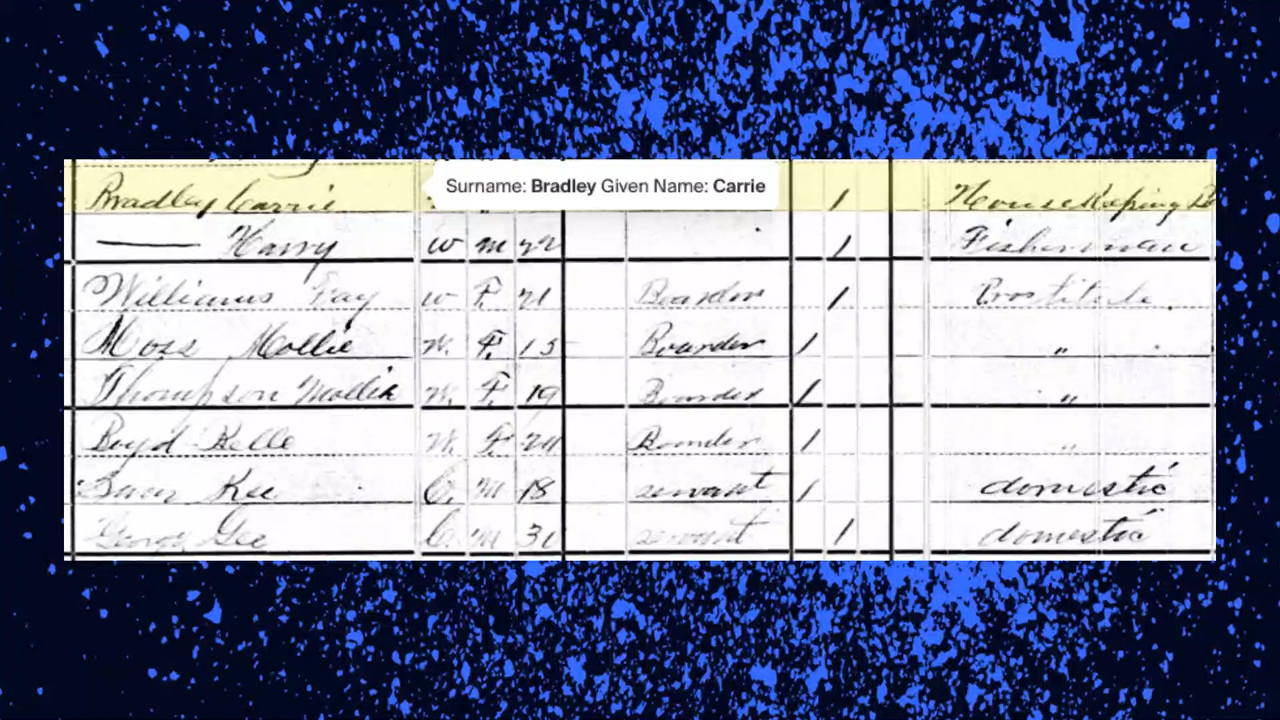 Surname: Bradley Given Name: Carrie
Bradley Carrie 1 House Keeping
—— Harry W M 22 1 Fisherman
Williams Fay W F. 21 Boarder 1 Prostitute
Moss Mollie W. F. 15 Boarder 1 "
Thompson Mollie W. F. 19 Boarder 1 "
Boyd Belle W. F. Boarder 1 "
Kee C. M 18 servant 1 domestic
George Gee C. M 31 servant 1 domestic